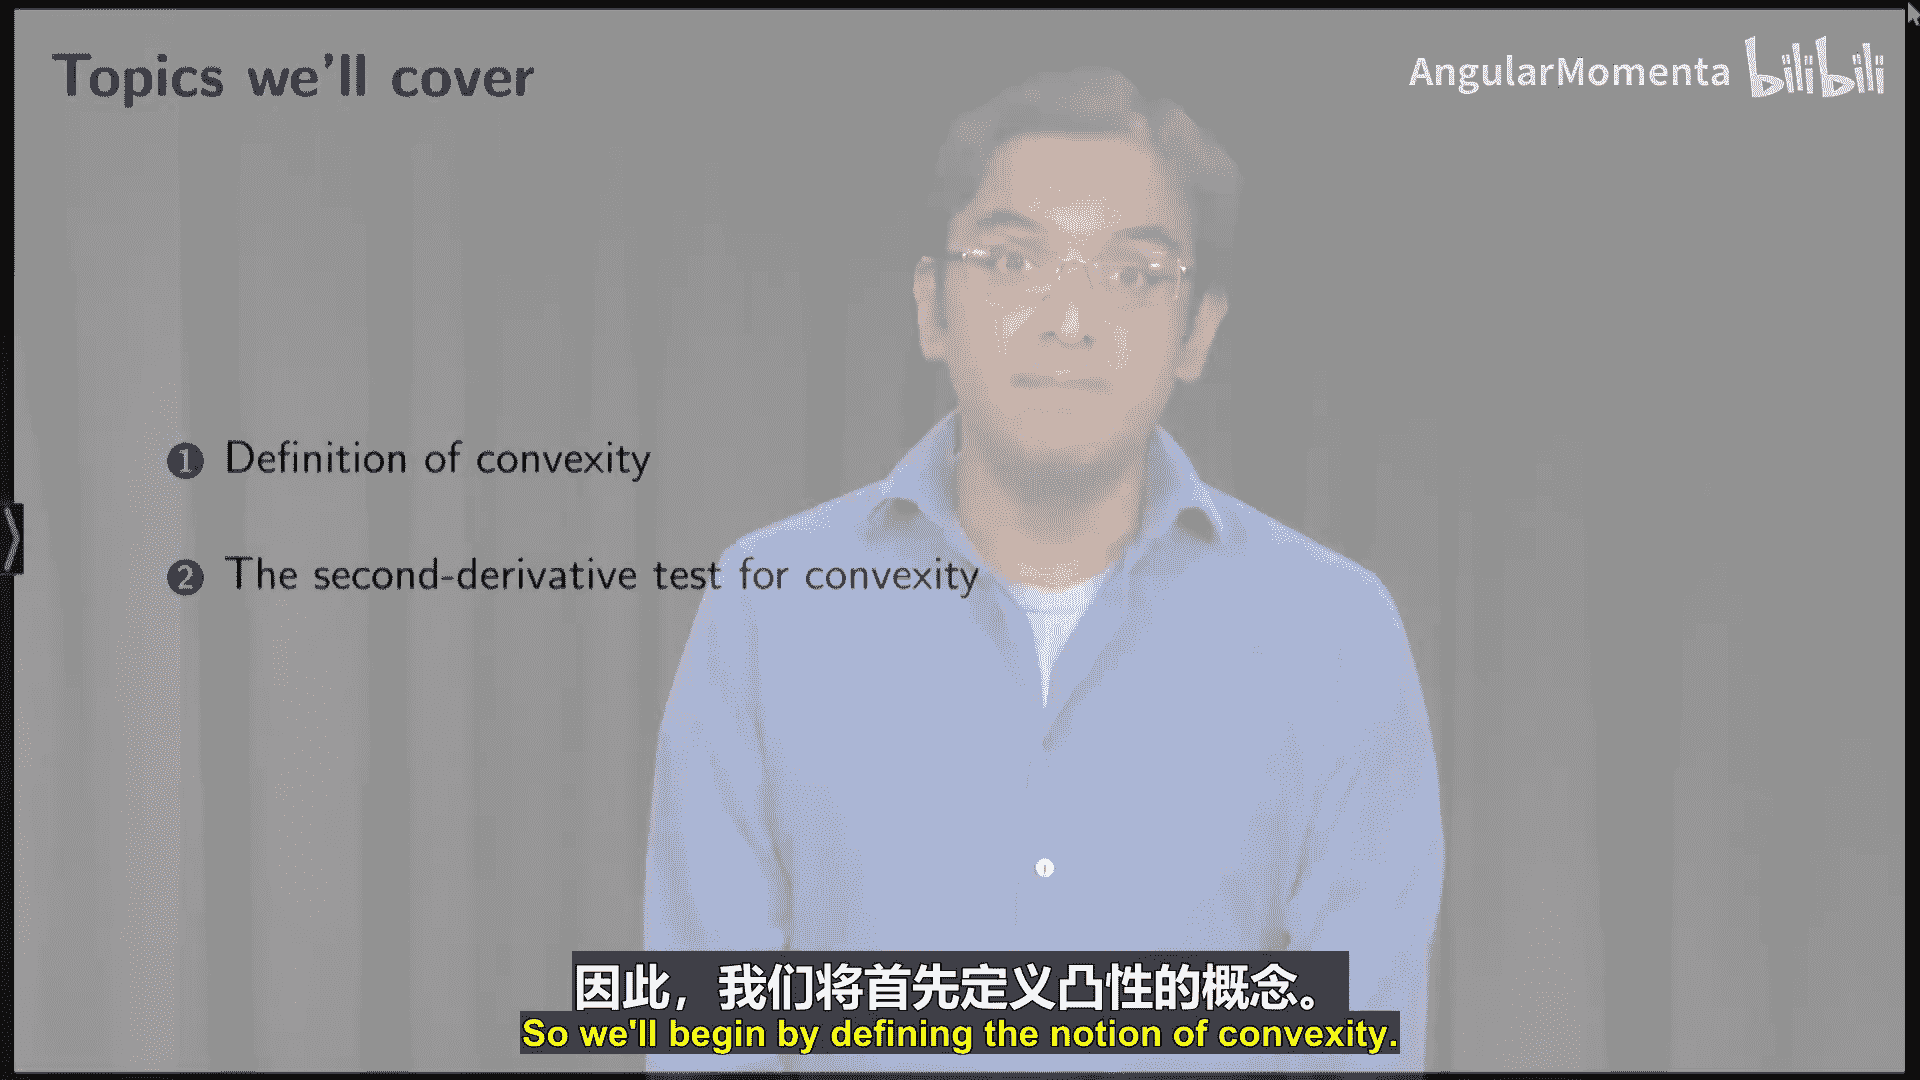 Topics we'll cover
AngularMomenta bilibili
1 Definition of convexity
2 The second-derivative test for convexity
因此，我们将首先定义凸性的概念。
So we'll begin by defining the notion of convexity.